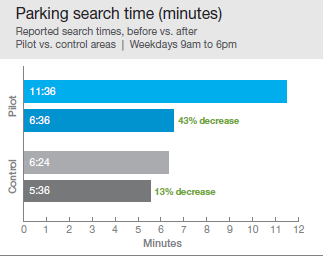 Parking search time (minutes)
Reported search times, before vs. after
Pilot vs. control areas | Weekdays 9am to 6pm
Pilot
11:36
6:36
43% decrease
Control
6:24
5:36
13% decrease
0 1 2 3 4 5 6 7 8 9 10 11 12
Minutes